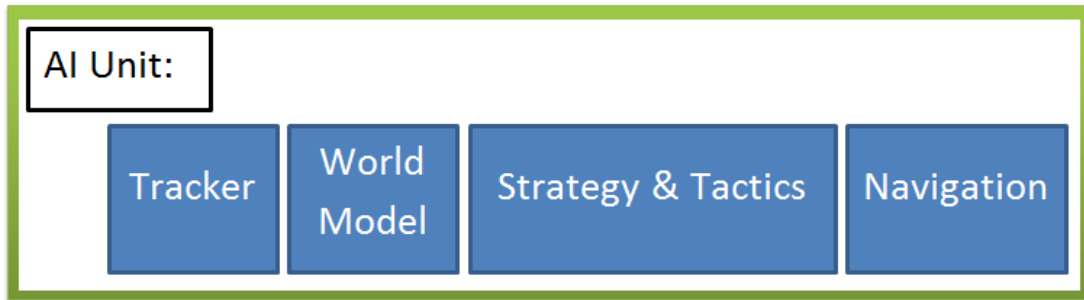 AI Unit:
Tracker
World
Model
Strategy & Tactics
Navigation